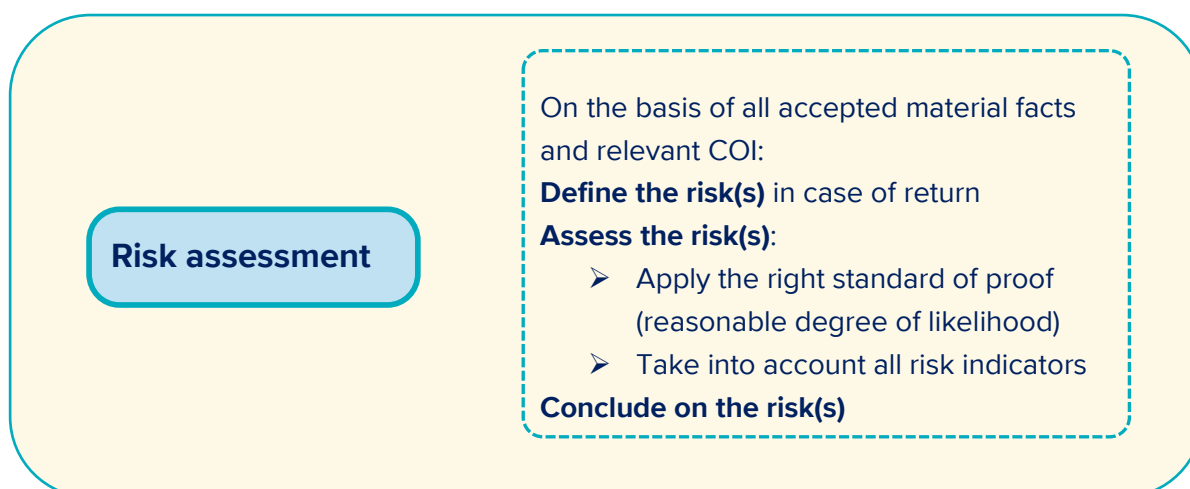 Risk assessment
On the basis of all accepted material facts
and relevant COI:
Define the risk(s) in case of return
Assess the risk(s):
➢ Apply the right standard of proof
(reasonable degree of likelihood)
➢ Take into account all risk indicators
Conclude on the risk(s)